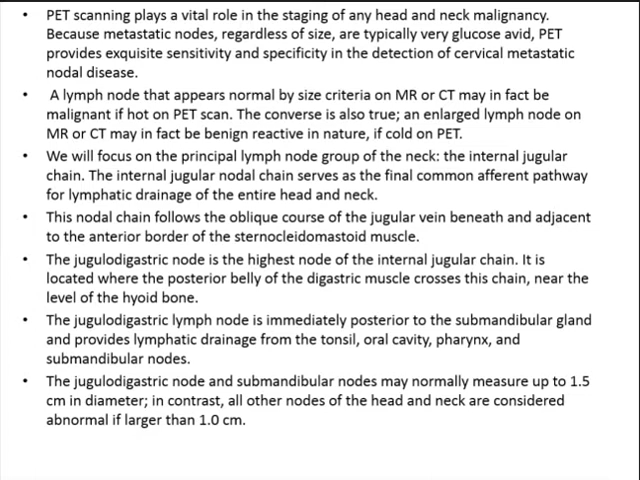 • PET scanning plays a vital role in the staging of any head and neck malignancy.
Because metastatic nodes, regardless of size, are typically very glucose avid, PET
provides exquisite sensitivity and specificity in the detection of cervical metastatic
nodal disease.
• A lymph node that appears normal by size criteria on MR or CT may in fact be
malignant if hot on PET scan. The converse is also true; an enlarged lymph node on
MR or CT may in fact be benign reactive in nature, if cold on PET.
• We will focus on the principal lymph node group of the neck: the internal jugular
chain. The internal jugular nodal chain serves as the final common afferent pathway
for lymphatic drainage of the entire head and neck.
• This nodal chain follows the oblique course of the jugular vein beneath and adjacent
to the anterior border of the sternocleidomastoid muscle.
• The jugulodigastric node is the highest node of the internal jugular chain. It is
located where the posterior belly of the digastric muscle crosses this chain, near the
level of the hyoid bone.
• The jugulodigastric lymph node is immediately posterior to the submandibular gland
and provides lymphatic drainage from the tonsil, oral cavity, pharynx, and
submandibular nodes.
• The jugulodigastric node and submandibular nodes may normally measure up to 1.5
cm in diameter; in contrast, all other nodes of the head and neck are considered
abnormal if larger than 1.0 cm.